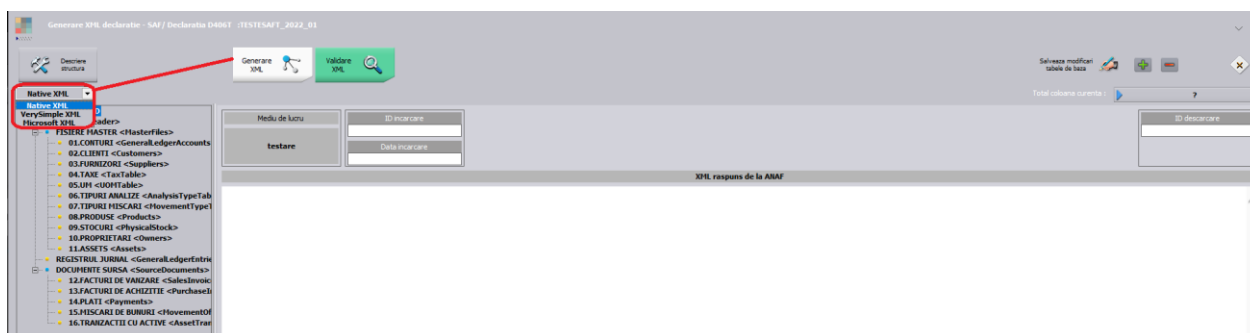 Generare XML declaratie - SAF/ Declaratia D406T :TESTESAFT_2022_01
Descriere
structura
Generare
XML
Validare
XML
Salveaza modificari
tabele de baza
Native XML
Total coloana curenta :
?
Native XML
VerySimple XML
Microsoft XML
eader>
FISIERE MASTER <MasterFiles>
01.CONTURI <GeneralLedgerAccounts
02.CLIENTI <Customers>
03.FURNIZORI <Suppliers>
04.TAXE <TaxTable>
05.UM <UOMTable>
06.TIPURI ANALIZE <AnalysisTypeTab
07.TIPURI MISCARI <MovementTypeT
08.PRODUSE <Products>
09.STOCURI <PhysicalStock>
10.PROPRIETARI <Owners>
11.ASSETS <Assets>
REGISTRUL JURNAL <GeneralLedgerEntrie
DOCUMENTE SURSA <SourceDocuments>
12.FACTURI DE VANZARE <SalesInvoic
13.FACTURI DE ACHIZITIE <PurchaseI
14.PLATI <Payments>
15.MISCARI DE BUNURI <MovementOf
16.TRANZACTII CU ACTIVE <AssetTran
Mediu de lucru
testare
ID incarcare
Data incarcare
ID descarcare
XML raspuns de la ANAF